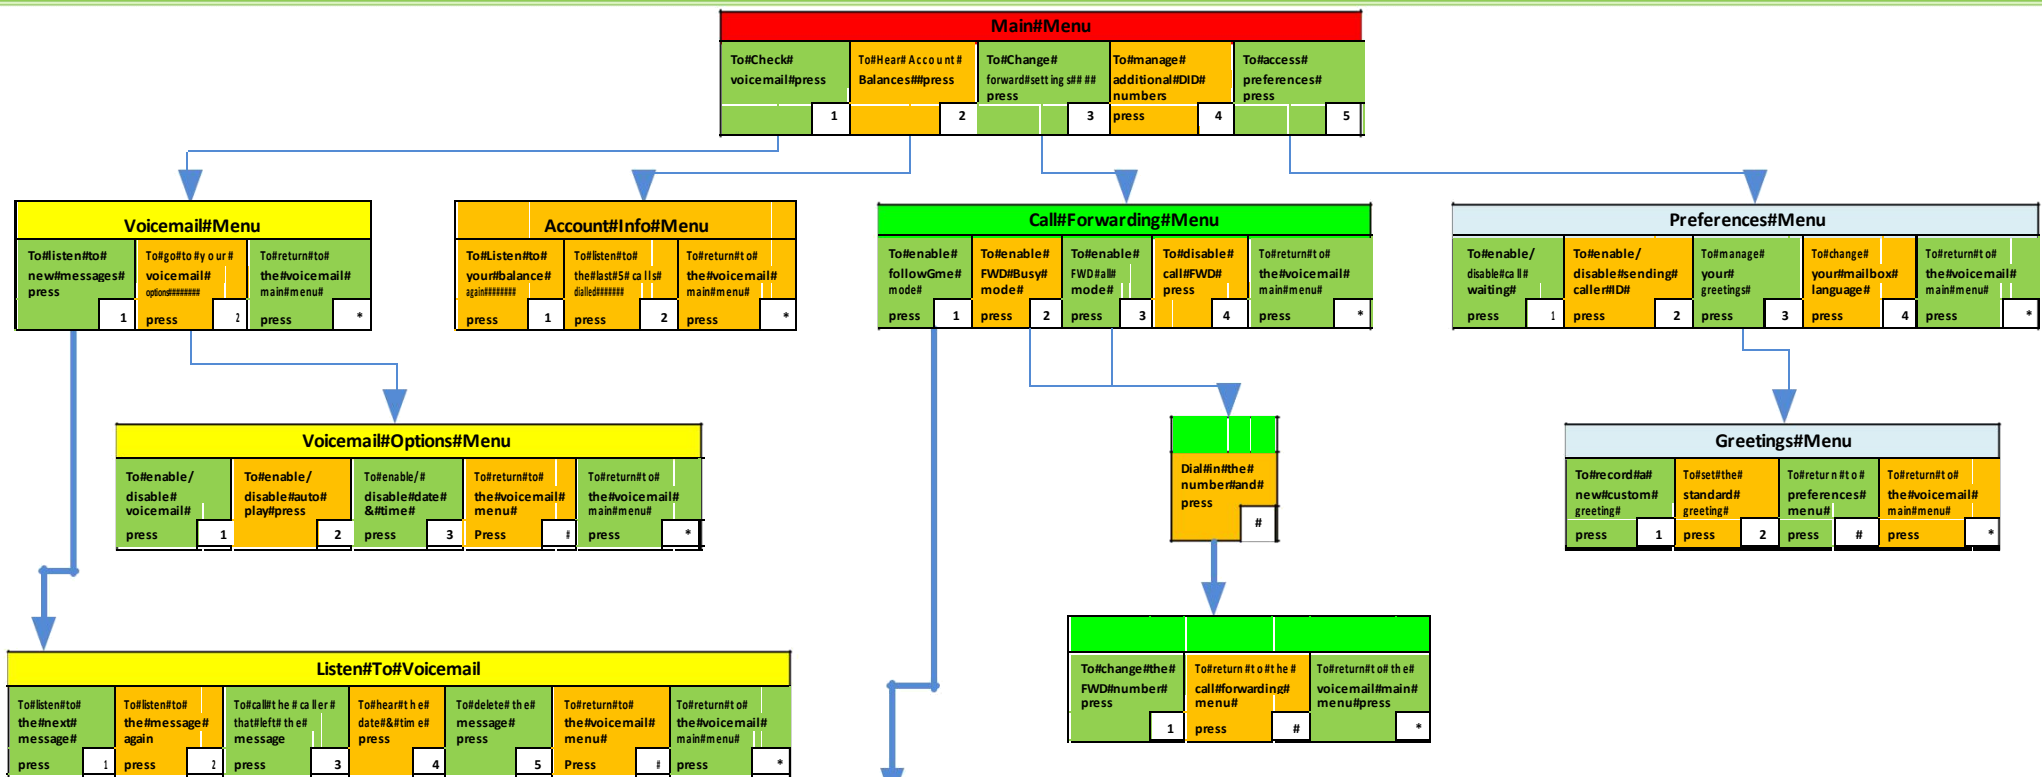 Main#Menu
To#Check#
voicemail#press
1
To#Hear#Account#
Balances##press
2
To#Change#
forward#settings####
press
3
To#manage#
additional#DID#
numbers
press
4
To#access#
preferences#
press
5
Voicemail#Menu
To#listen#to#
new#messages#
press
1
To#go#to#your#
voicemail#
options########
press
2
To#return#to#
the#voicemail#
main#menu#
press
*
Account#Info#Menu
To#Listen#to#
your#balance#
again########
press
1
To#listen#to#
the#last#5#calls#
dialled#######
press
2
To#return#to#
the#voicemail#
main#menu#
press
*
Call#Forwarding#Menu
To#enable#
followGme#
mode#
press
1
To#enable#
FWD#Busy#
mode#
press
2
To#enable#
FWD#all#
mode#
press
3
To#disable#
call#FWD#
press
4
To#return#to#
the#voicemail#
main#menu#
press
*
Preferences#Menu
To#enable/
disable#call#
waiting#
press
1
To#enable/
disable#sending#
caller#ID#
press
2
To#manage#
your#
greetings#
press
3
To#change#
your#mailbox#
language#
press
4
To#return#to#
the#voicemail#
main#menu#
press
*
Voicemail#Options#Menu
To#enable/
disable#
voicemail#
press
1
To#enable/
disable#auto#
play#press
2
To#enable/#
disable#date#
&#time#
press
3
To#return#to#
the#voicemail#
menu#
Press
#
To#return#to#
the#voicemail#
main#menu#
press
*
Dial#in#the#
number#and#
press
#
Greetings#Menu
To#record#a#
new#custom#
greeting#
press
1
To#set#the#
standard#
greeting#
press
2
To#return#to#
preferences#
menu#
press
#
To#return#to#
the#voicemail#
main#menu#
press
*
To#change#the#
FWD#number#
press
1
To#return#to#the#
call#forwarding#
menu#
press
#
To#return#to#the#
voicemail#main#
menu#press
*
Listen#To#Voicemail
To#listen#to#
the#next#
message#
press
1
To#listen#to#
the#message#
again
press
2
To#call#the#caller#
that#left#the#
message
press
3
To#hear#the#
date#&#time#
press
4
To#delete#the#
message#
press
5
To#return#to#
the#voicemail#
menu#
Press
#
To#return#to#
the#voicemail#
main#menu#
press
*